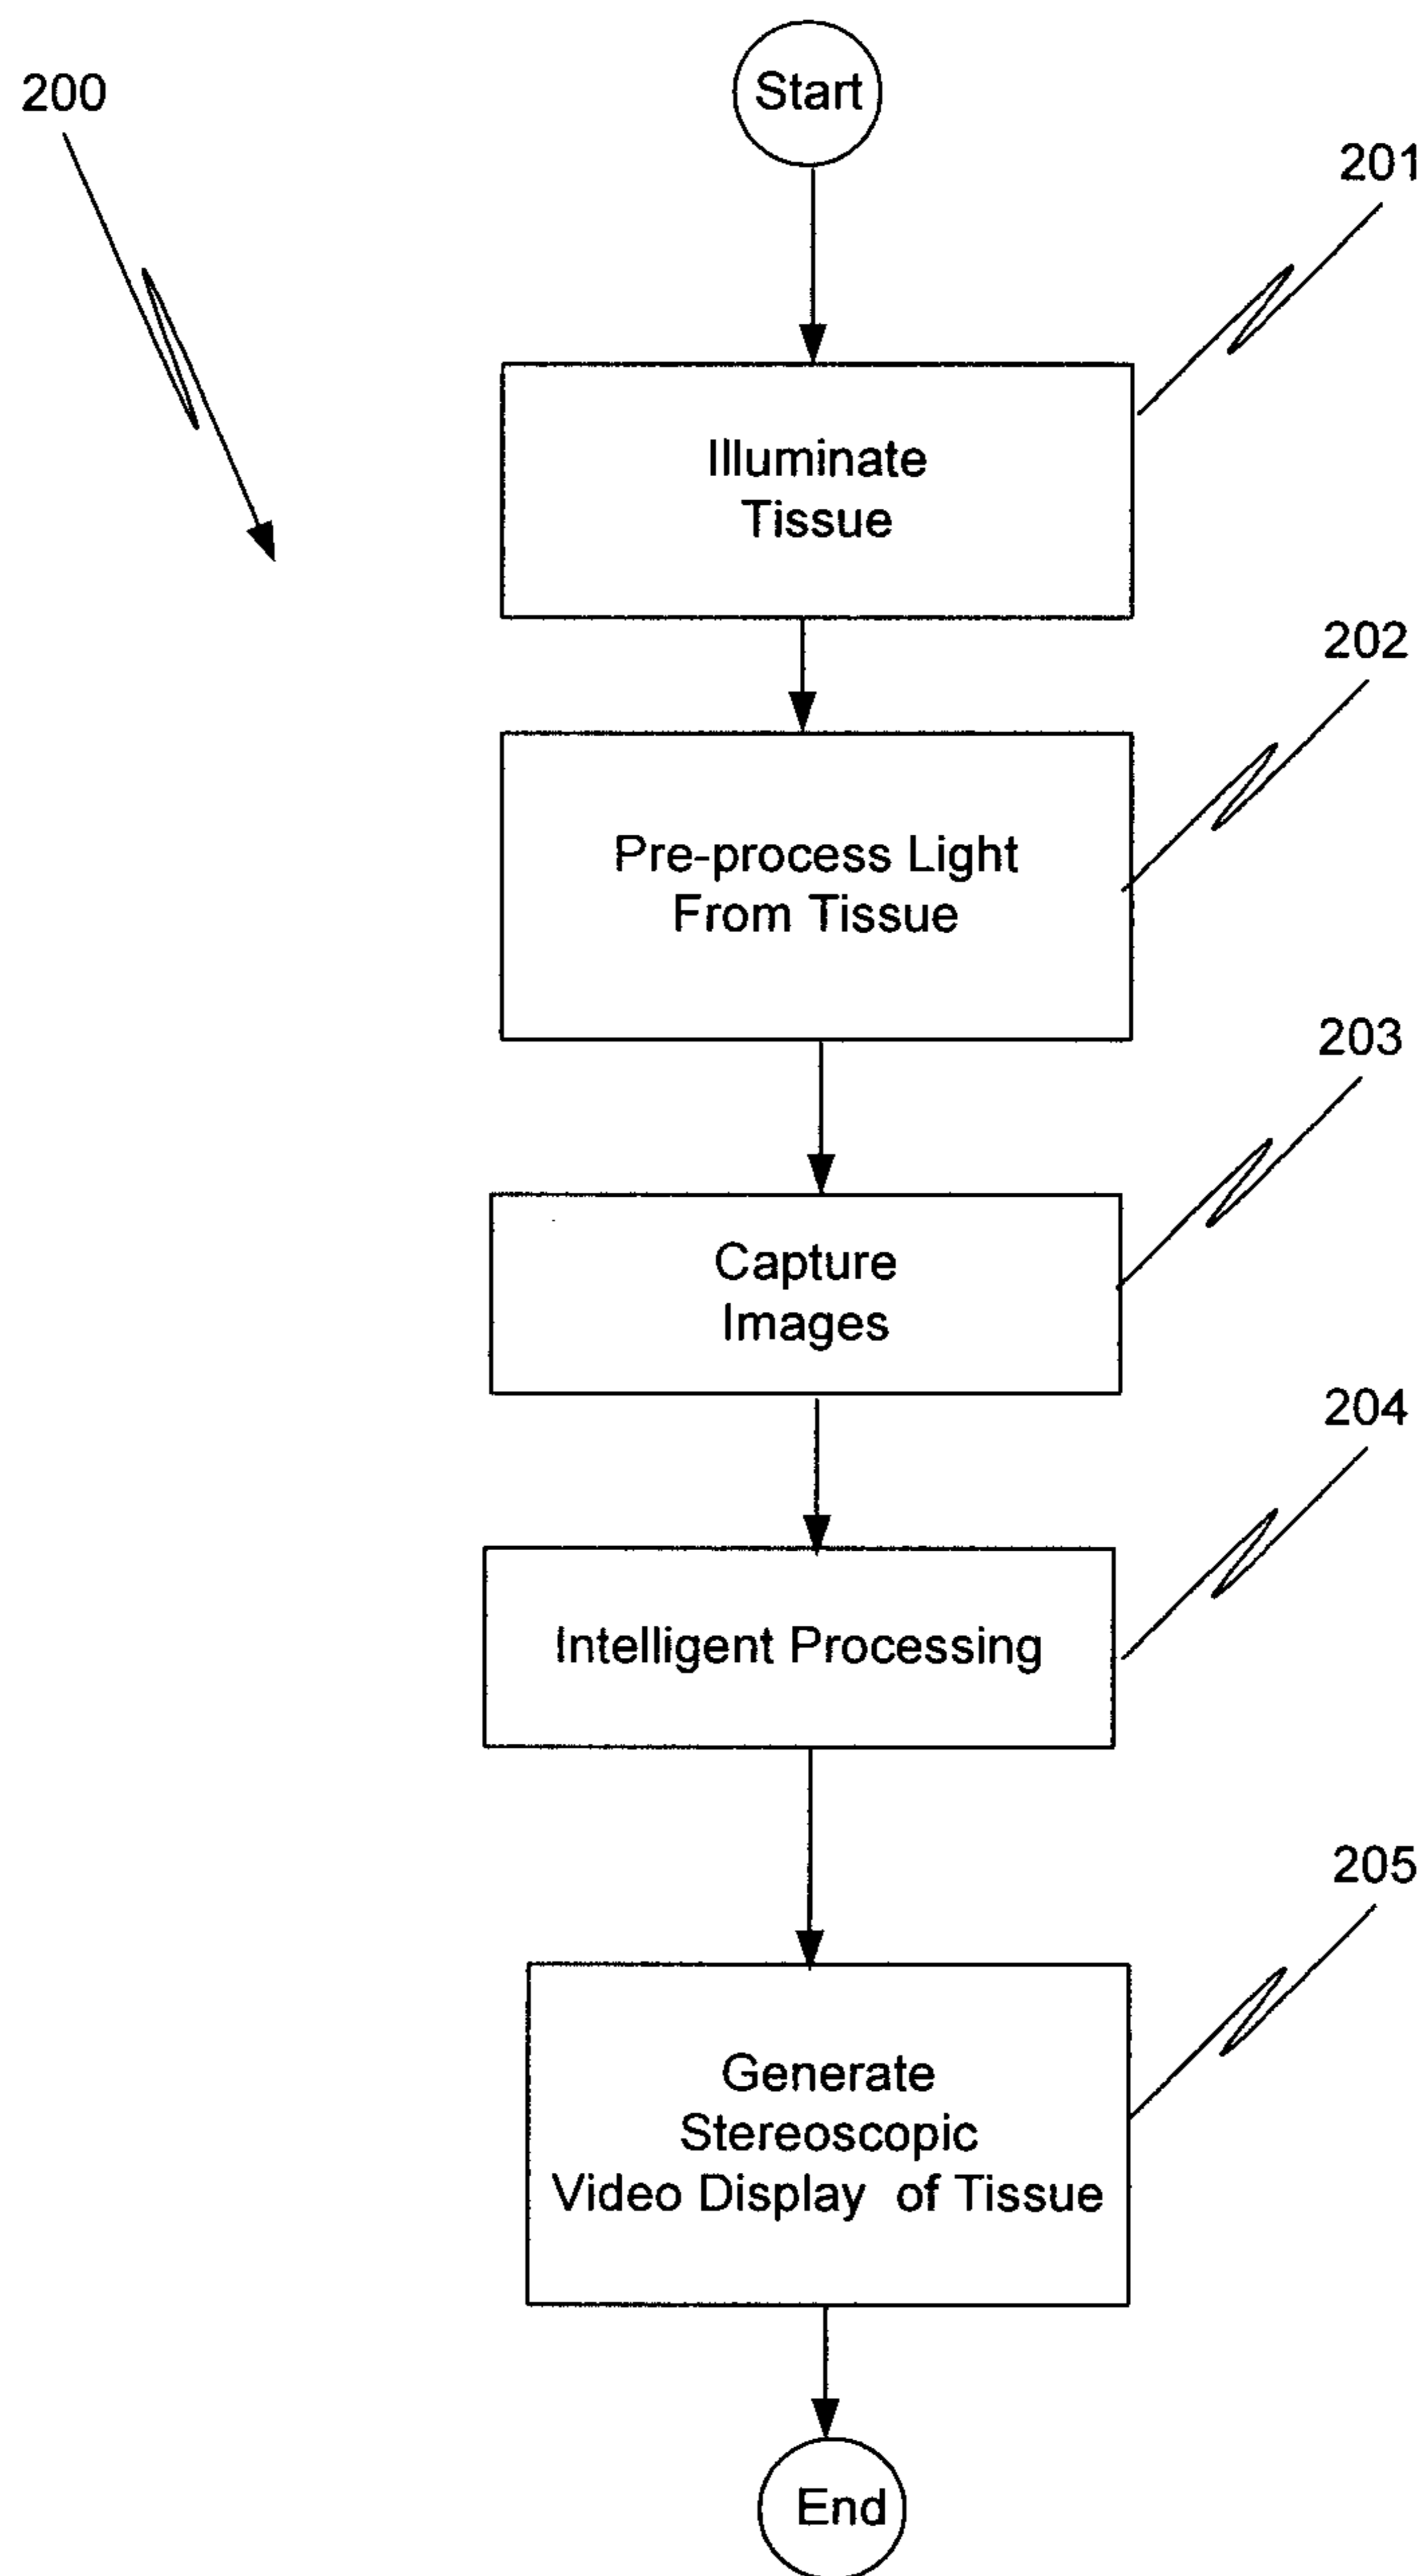 Start
200
201
Illuminate
Tissue
202
Pre-process Light
From Tissue
203
Capture
Images
204
Intelligent Processing
205
Generate
Stereoscopic
Video Display of Tissue
End